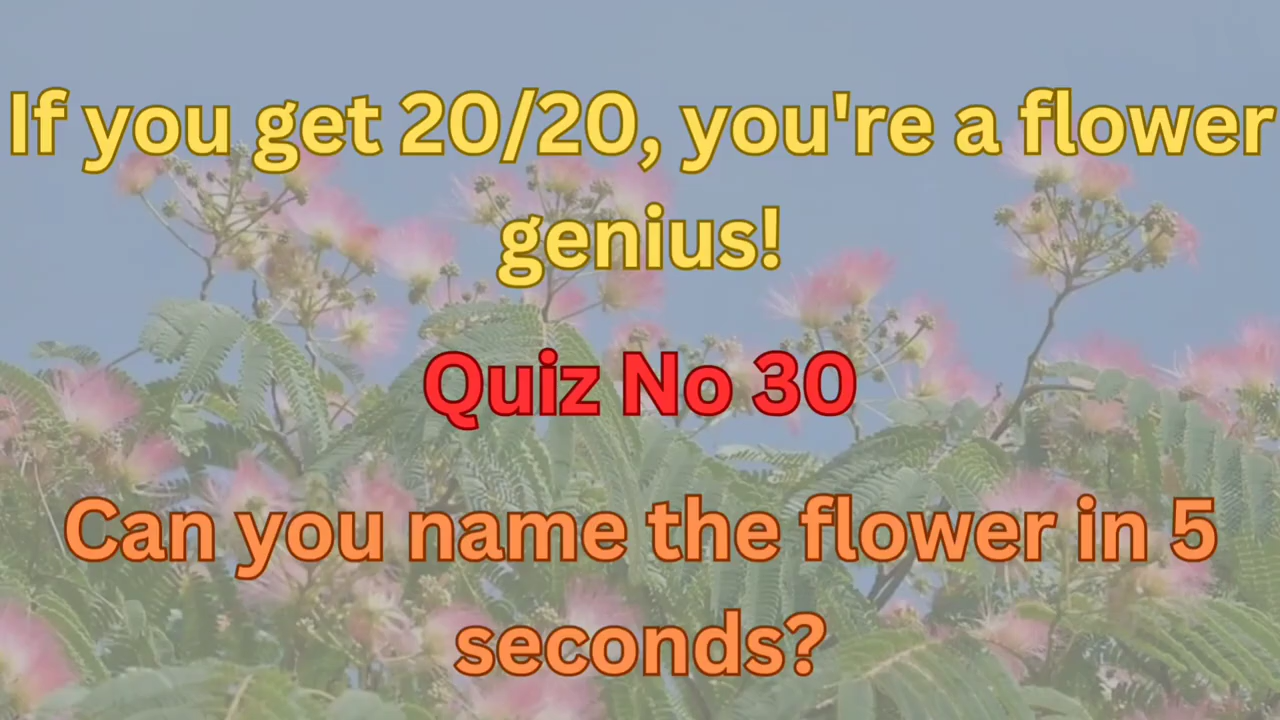 If you get 20/20, you're a flower
genius!
Quiz No 30
Can you name the flower in 5
seconds?